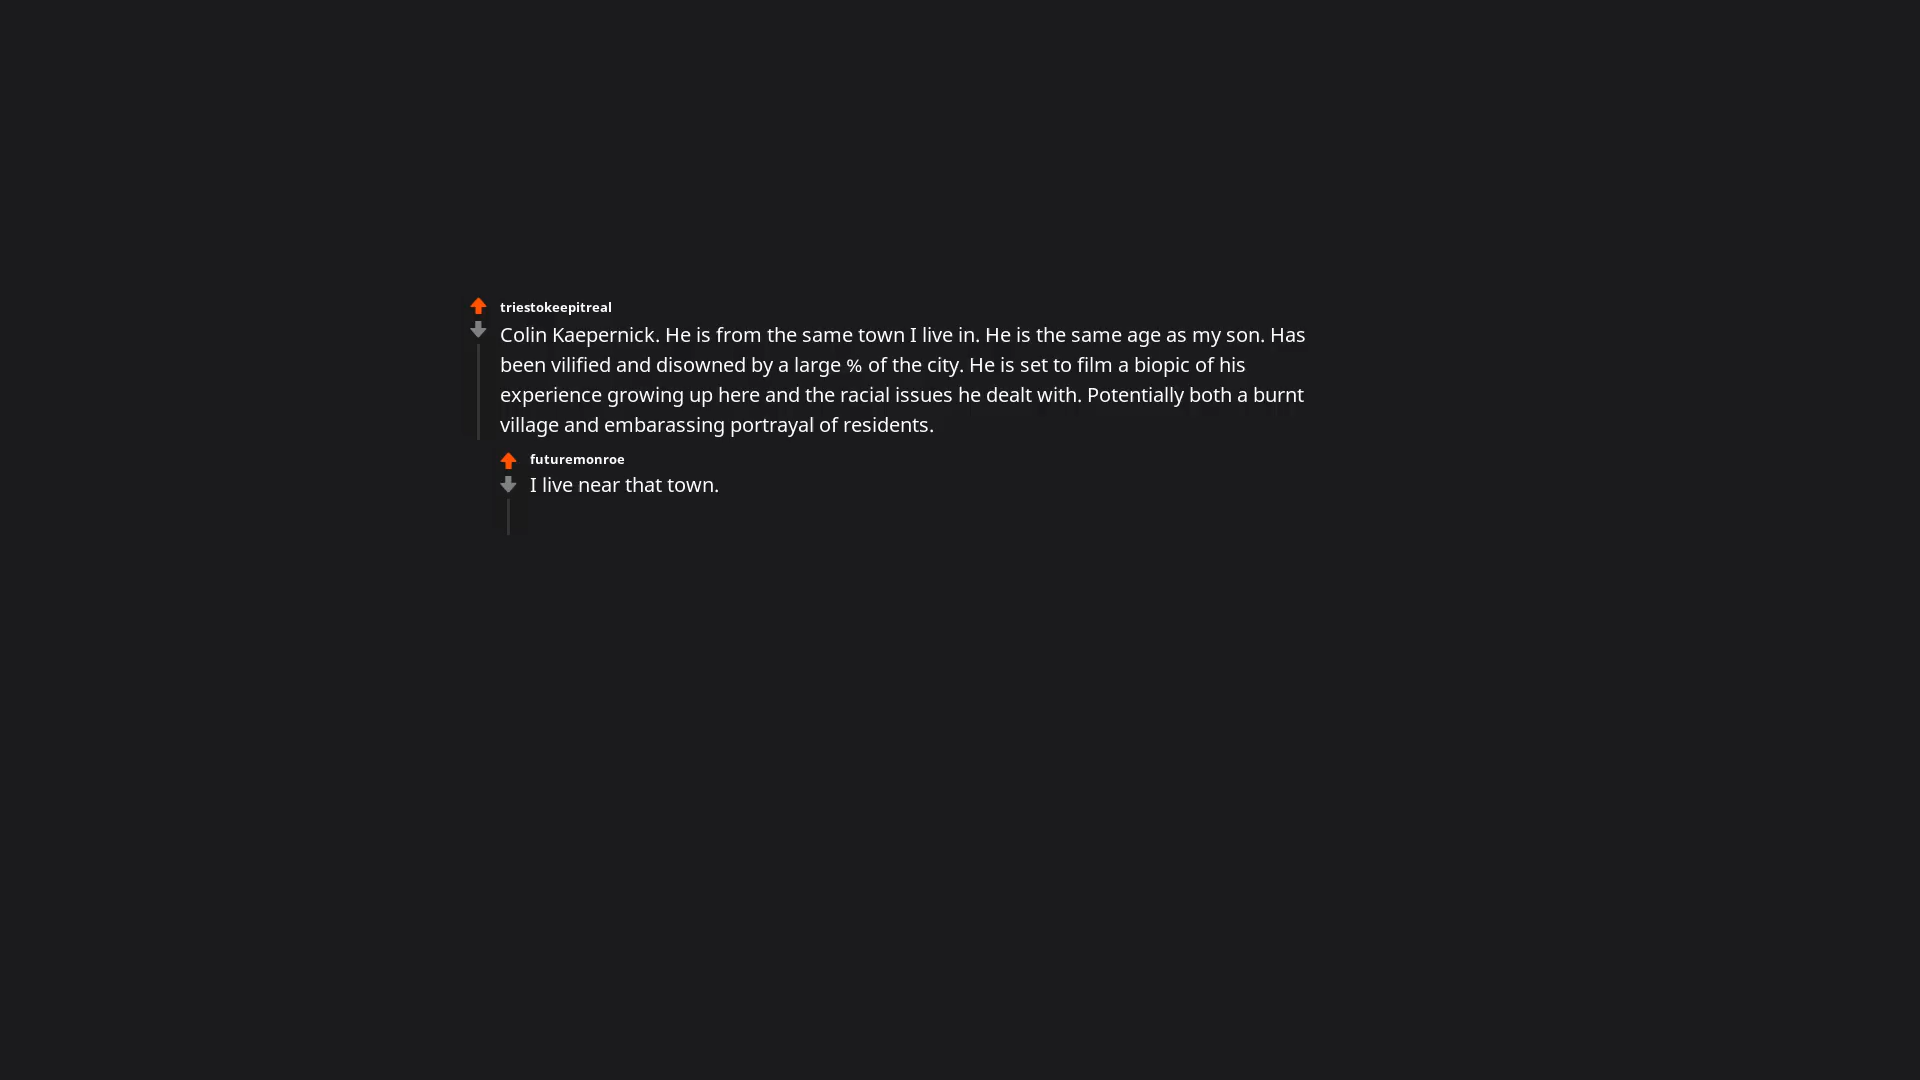 triestokeepitreal
Colin Kaepernick. He is from the same town I live in. He is the same age as my son. Has
been vilified and disowned by a large % of the city. He is set to film a biopic of his
experience growing up here and the racial issues he dealt with. Potentially both a burnt
village and embarassing portrayal of residents.
futuremonroe
I live near that town.